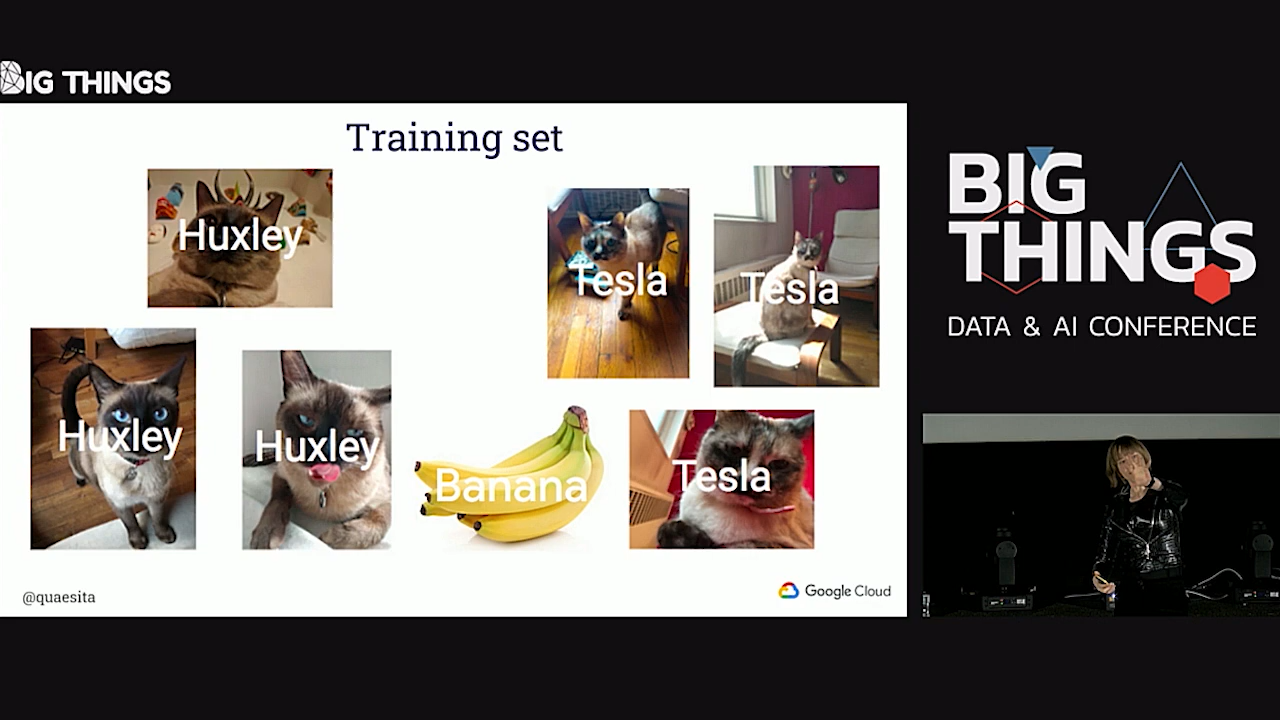 BIG THINGS
Training set
Huxley
Tesla
Tesla
Huxley
Huxley
Banana
Tesla
@quaesita
Google Cloud
BIG
THINGS
DATA & AI CONFERENCE